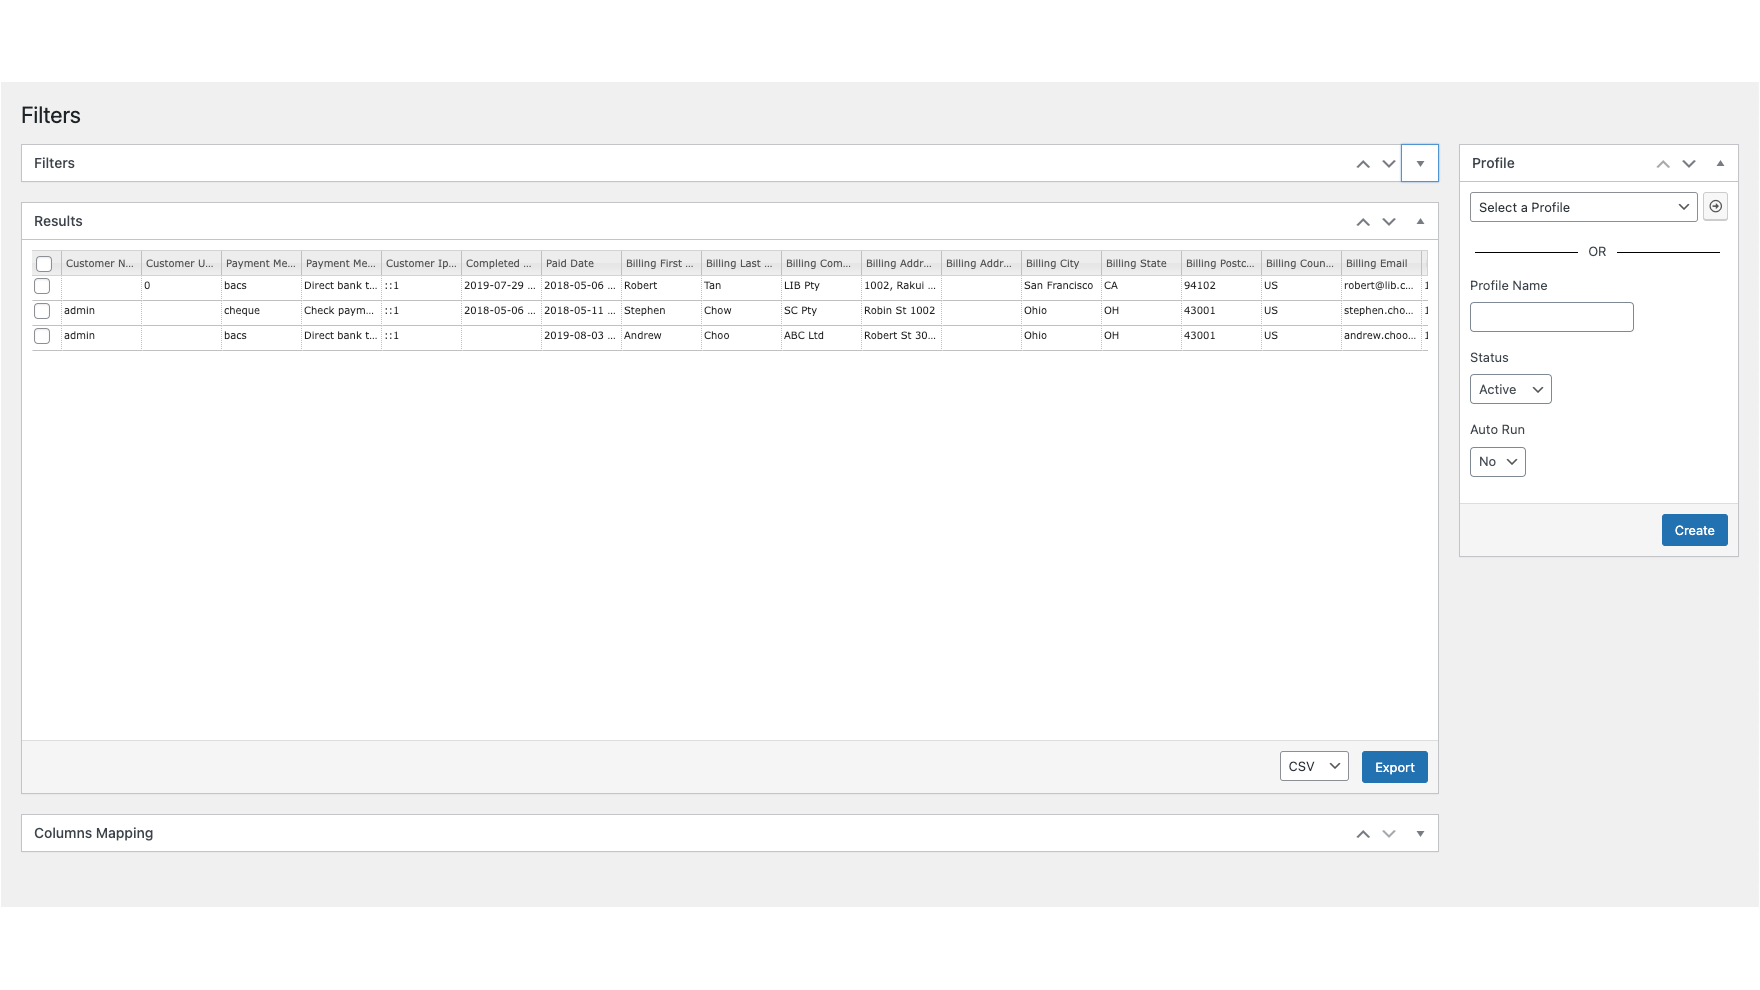 Filters
Filters
Results
Customer N... Customer U... Payment Me... Payment Me... Customer Ip... Completed ... Paid Date Billing First ... Billing Last ... Billing Com... Billing Addr... Billing Addr... Billing City Billing State Billing Postc... Billing Coun... Billing Email
0 bacs Direct bank t... ::1 2019-07-29 ... 2018-05-06 ... Robert Tan LIB Pty 1002, Rakui ... San Francisco CA 94102 US robert@lib.c...
admin cheque Check paym... ::1 2018-05-06 ... 2018-05-11 ... Stephen Chow SC Pty Robin St 1002 Ohio OH 43001 US stephen.cho...
admin bacs Direct bank t... ::1 2019-08-03 ... Andrew Choo ABC Ltd Robert St 30... Ohio OH 43001 US andrew.choo...
CSV Export
Columns Mapping
Profile
Select a Profile
OR
Profile Name
Status
Active
Auto Run
No
Create